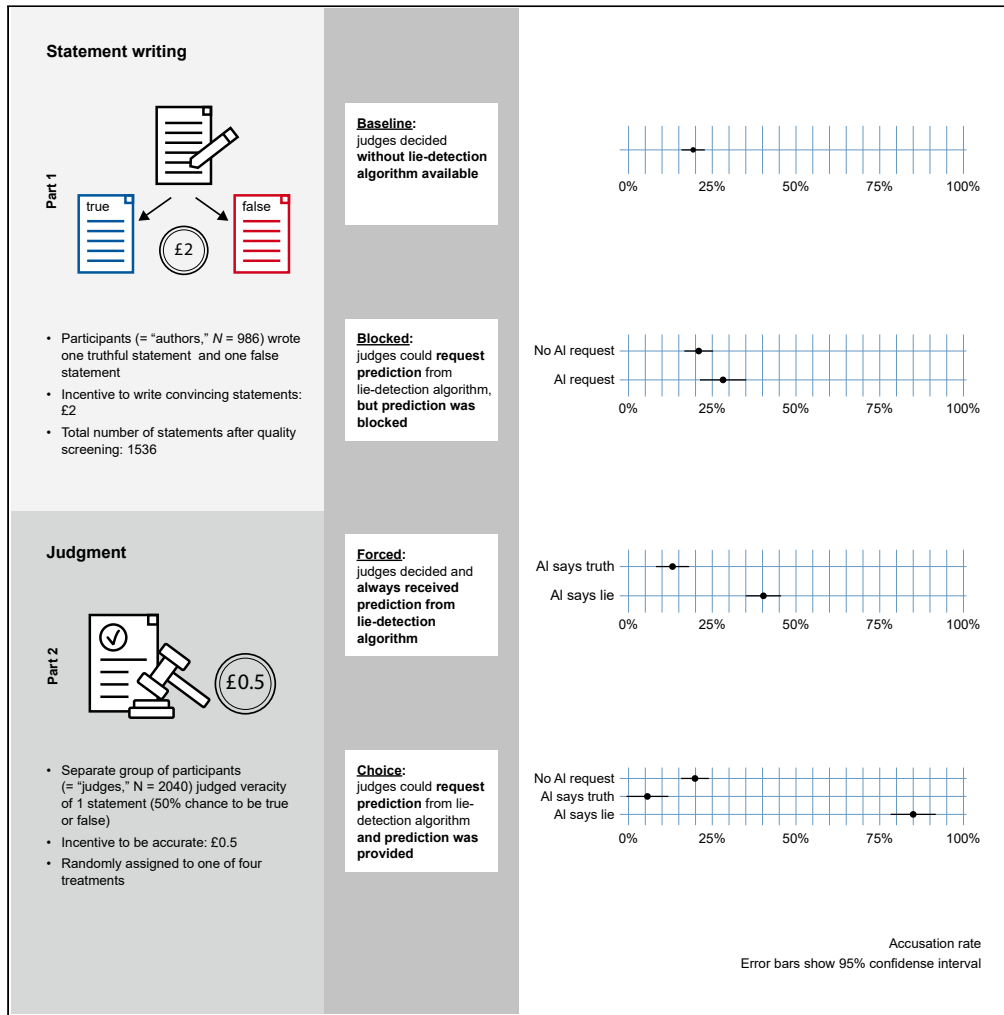 Statement writing
Part 1
true
false
£2
• Participants (= “authors,” N = 986) wrote
one truthful statement and one false
statement
• Incentive to write convincing statements:
£2
• Total number of statements after quality
screening: 1536
Judgment
Part 2
£0.5
• Separate group of participants
(= “judges,” N = 2040) judged veracity
of 1 statement (50% chance to be true
or false)
• Incentive to be accurate: £0.5
• Randomly assigned to one of four
treatments
Baseline:
judges decided
without lie-detection
algorithm available
0% 25% 50% 75% 100%
Blocked:
judges could request
prediction from
lie-detection algorithm,
but prediction was
blocked
No AI request
AI request
0% 25% 50% 75% 100%
Forced:
judges decided and
always received
prediction from
lie-detection
algorithm
AI says truth
AI says lie
0% 25% 50% 75% 100%
Choice:
judges could request
prediction from lie-
detection algorithm
and prediction was
provided
No AI request
AI says truth
AI says lie
0% 25% 50% 75% 100%
Accusation rate
Error bars show 95% confidense interval